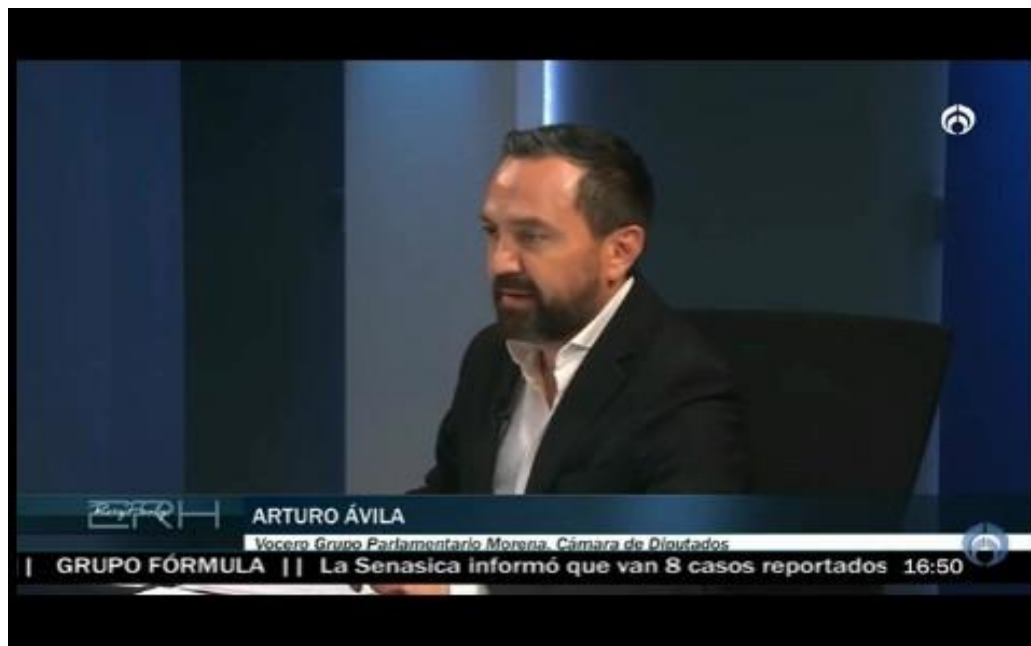 ERH
ARTURO ÁVILA
Vocero Grupo Parlamentario Morena. Cámara de Diputados
|| GRUPO FÓRMULA || La Senasica informó que van 8 casos reportados 16:50